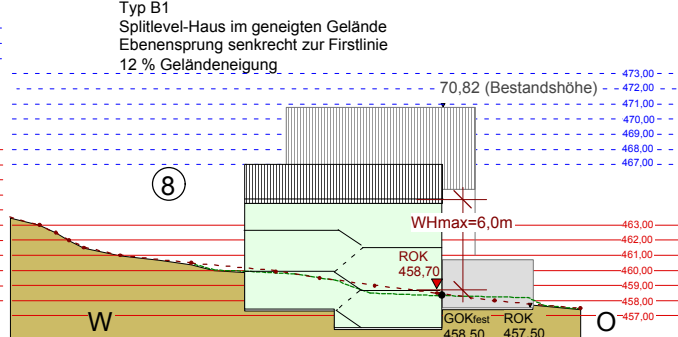 Typ B1
Splitlevel-Haus im geneigten Gelände
Ebenensprung senkrecht zur Firstlinie
12 % Geländeneigung
473,00
70,82 (Bestandshöhe)
472,00
471,00
470,00
469,00
468,00
467,00
8
WHmax=6,0m
463,00
462,00
ROK
461,00
458,70
460,00
459,00
458,00
W
GOKfest
ROK
O
457,00
458,50
457,50